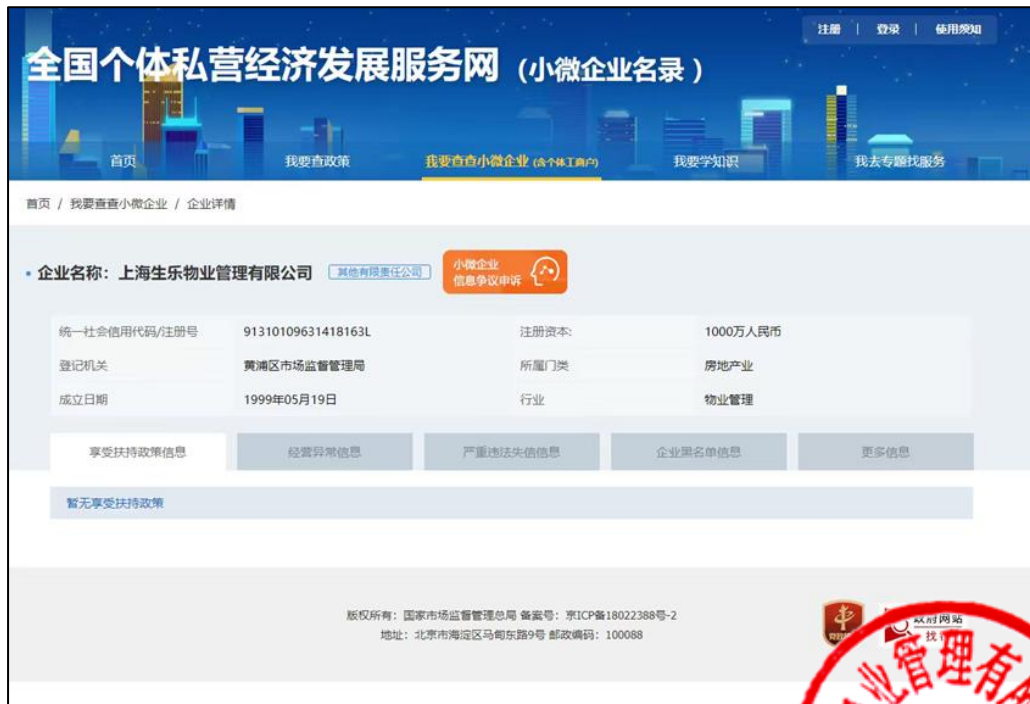 注册 | 登录 | 使用须知
全国个体私营经济发展服务网（小微企业名录）
首页 我要查政策 我要查查小微企业 (含个体工商户) 我要学知识 我去专题找服务
首页 / 我要查查小微企业 / 企业详情
企业名称：上海生乐物业管理有限公司 其他有限责任公司
小微企业
信息争议申诉
统一社会信用代码/注册号 91310109631418163L 注册资本: 1000万人民币
登记机关 黄浦区市场监督管理局 所属门类 房地产业
成立日期 1999年05月19日 行业 物业管理
享受扶持政策信息 经营异常信息 严重违法失信信息 企业黑名单信息 更多信息
暂无享受扶持政策
版权所有：国家市场监督管理总局 备案号：京ICP备18022388号-2
地址：北京市海淀区马甸东路9号 邮政编码：100088
政府网站
找
业管理有